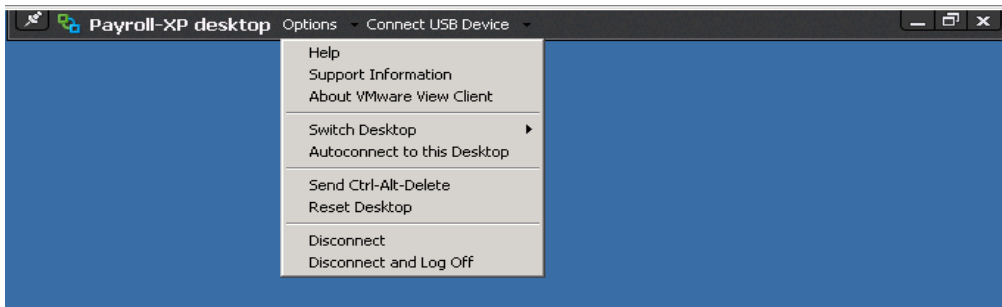 Payroll-XP desktop Options Connect USB Device
Help
Support Information
About VMware View Client
Switch Desktop
Autoconnect to this Desktop
Send Ctrl-Alt-Delete
Reset Desktop
Disconnect
Disconnect and Log Off